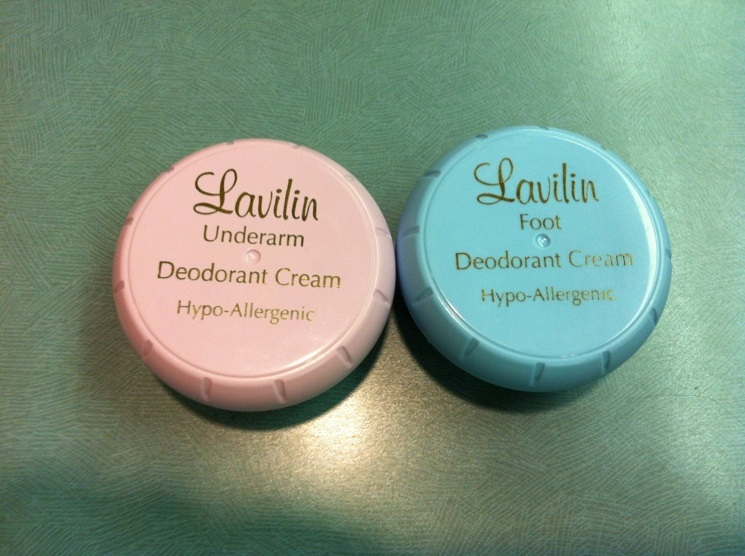 Lavilin
Underarm
Deodorant Cream
Hypo-Allergenic
Lavilin
Foot
Deodorant Cream
Hypo-Allergenic